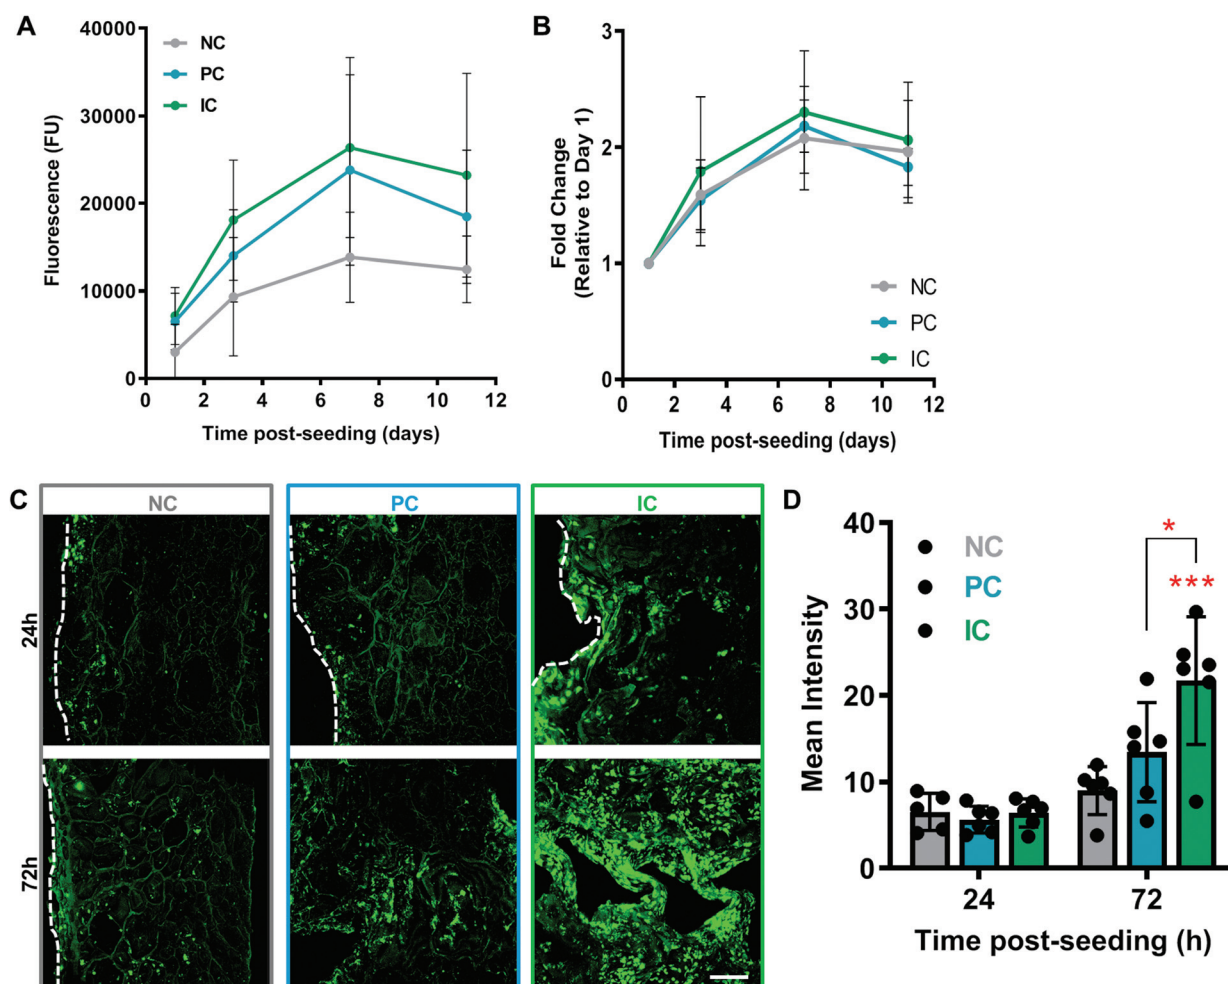 A
40000
30000
20000
10000
0
Fluorescence (FU)
NC
PC
IC
0 2 4 6 8 10 12
Time post-seeding (days)
B
3
2
1
0
Fold Change
(Relative to Day 1)
NC
PC
IC
0 2 4 6 8 10 12
Time post-seeding (days)
C
NC PC IC
24h
72h
D
40
30
20
10
0
Mean Intensity
NC
PC
IC
*
***
24 72
Time post-seeding (h)